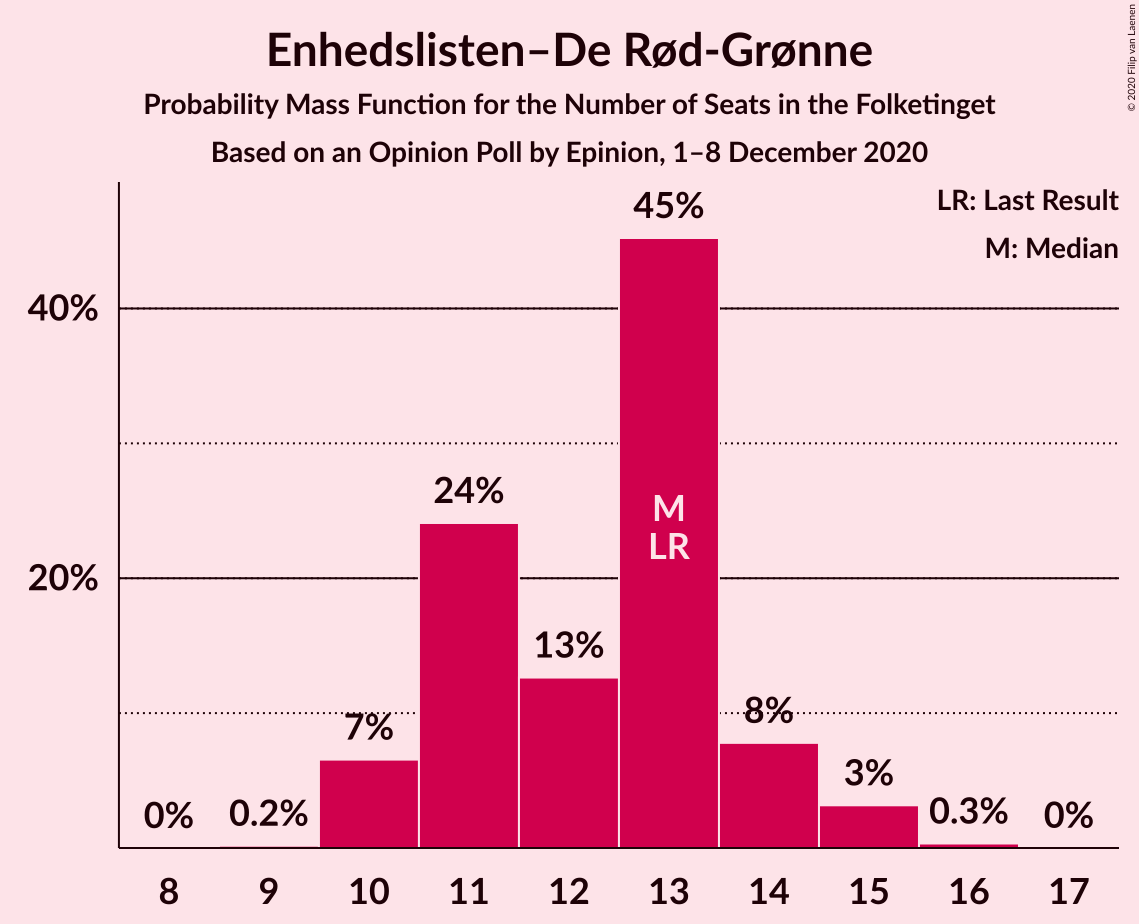 Enhedslisten–De Rød-Grønne
Probability Mass Function for the Number of Seats in the Folketinget
Based on an Opinion Poll by Epinion, 1–8 December 2020
© 2020 Filip van Laenen
LR: Last Result
M: Median
40%
20%
0%
0.2%
7%
24%
13%
45%
M
LR
8%
3%
0.3%
0%
8
9
10
11
12
13
14
15
16
17